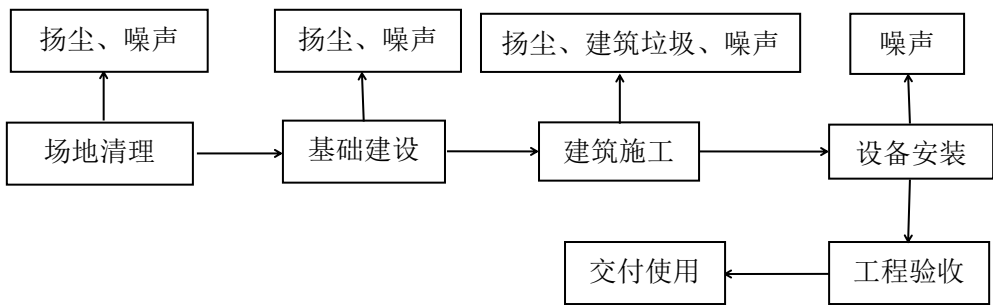 扬尘、噪声
扬尘、噪声
扬尘、建筑垃圾、噪声
噪声
场地清理
基础建设
建筑施工
设备安装
交付使用
工程验收